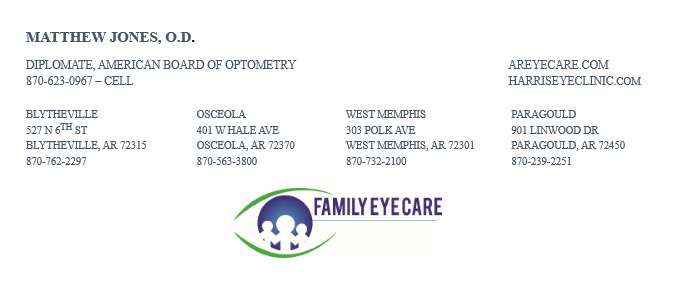 MATTHEW JONES, O.D.
DIPLOMATE, AMERICAN BOARD OF OPTOMETRY
870-623-0967 – CELL
AREYECARE.COM
HARRISEYECLINIC.COM
BLYTHEVILLE
527 N 6TH ST
BLYTHEVILLE, AR 72315
870-762-2297
OSCEOLA
401 W HALE AVE
OSCEOLA, AR 72370
870-563-3800
WEST MEMPHIS
303 POLK AVE
WEST MEMPHIS, AR 72301
870-732-2100
PARAGOULD
901 LINWOOD DR
PARAGOULD, AR 72450
870-239-2251
FAMILY EYE CARE